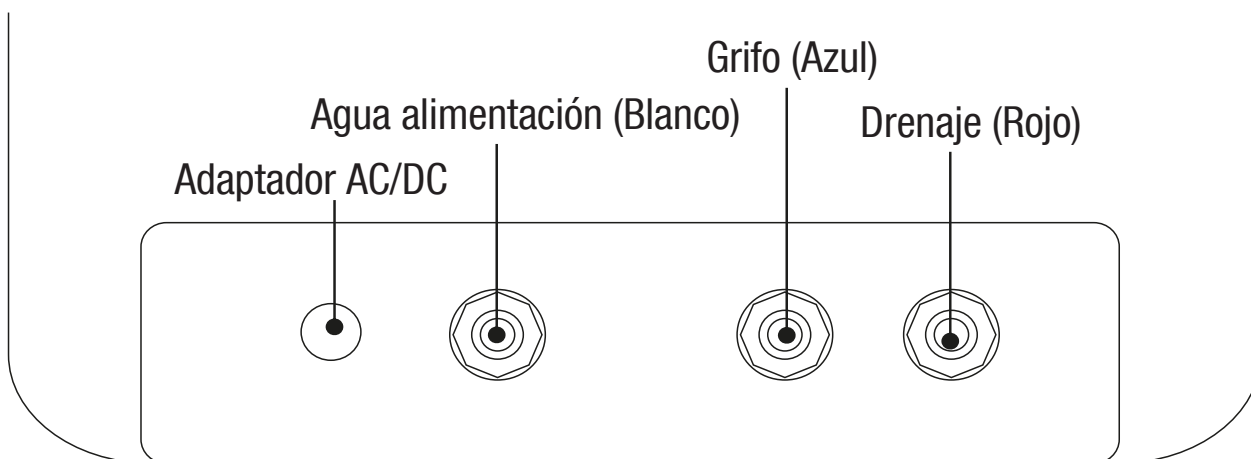 Grifo (Azul)
Agua alimentación (Blanco)
Drenaje (Rojo)
Adaptador AC/DC